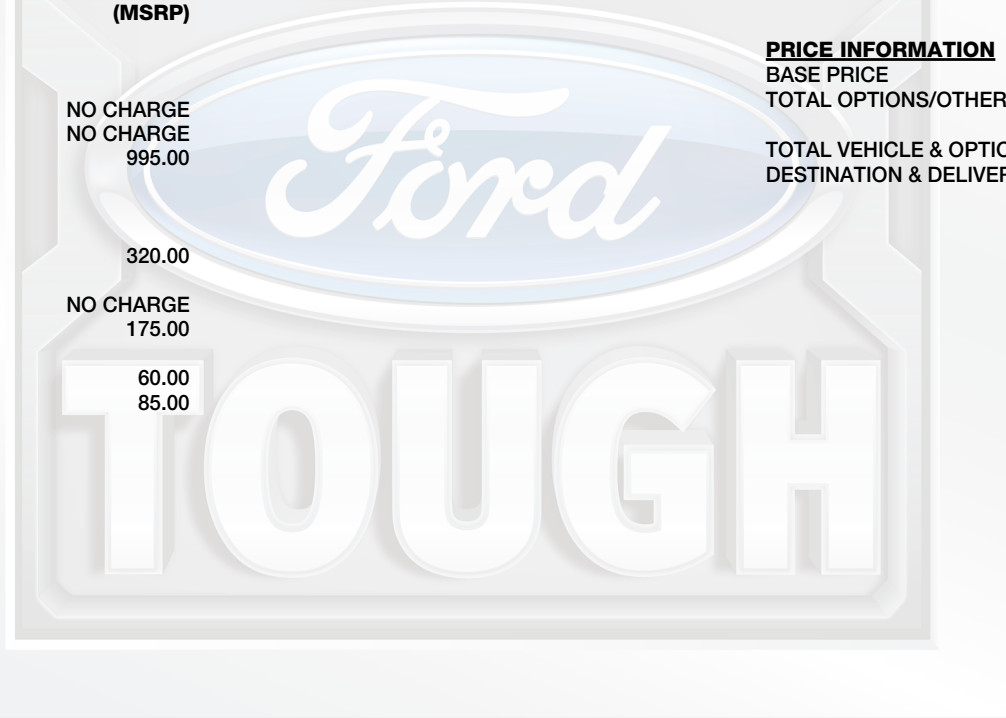 (MSRP)
NO CHARGE
NO CHARGE
995.00
320.00
NO CHARGE
175.00
60.00
85.00
PRICE INFORMATION
BASE PRICE
TOTAL OPTIONS/OTHER
TOTAL VEHICLE & OPTIO
DESTINATION & DELIVER
Ford
TOUGH